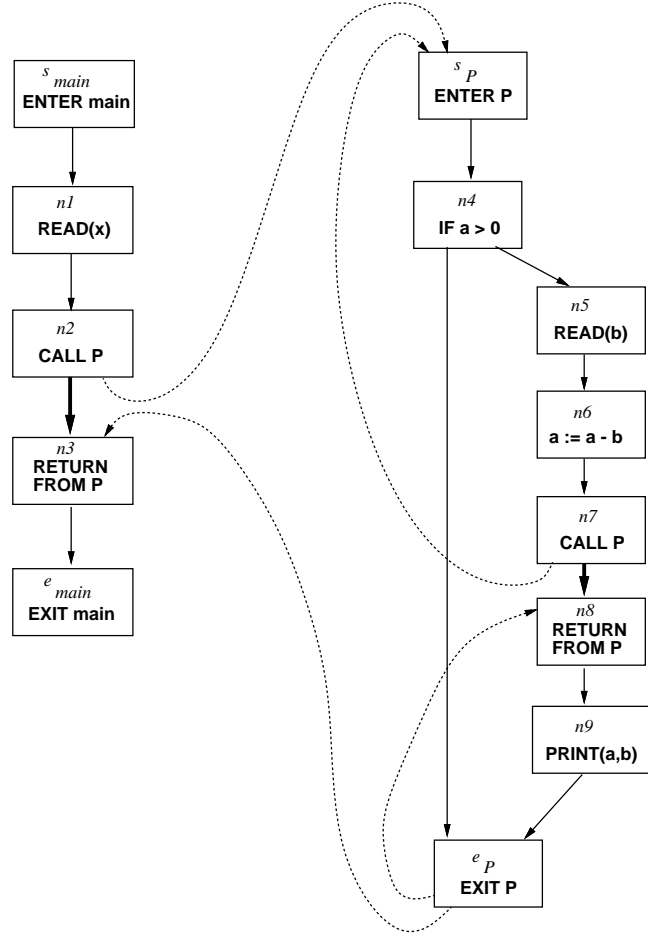 s main
ENTER main
n1
READ(x)
n2
CALL P
n3
RETURN
FROM P
e main
EXIT main
s P
ENTER P
n4
IF a > 0
n5
READ(b)
n6
a := a - b
n7
CALL P
n8
RETURN
FROM P
n9
PRINT(a,b)
e P
EXIT P